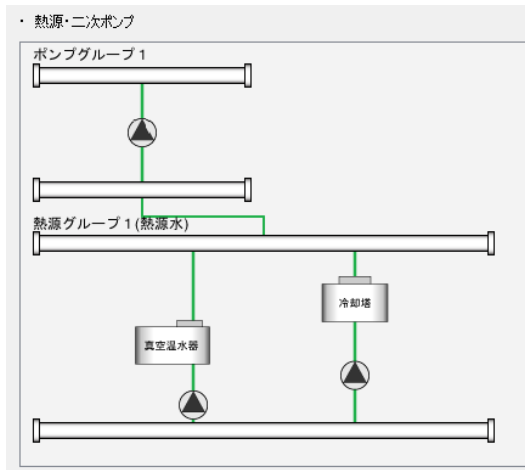 ・ 熱源・二次ポンプ
ポンプグループ1
熱源グループ1(熱源水)
冷却塔
真空温水器